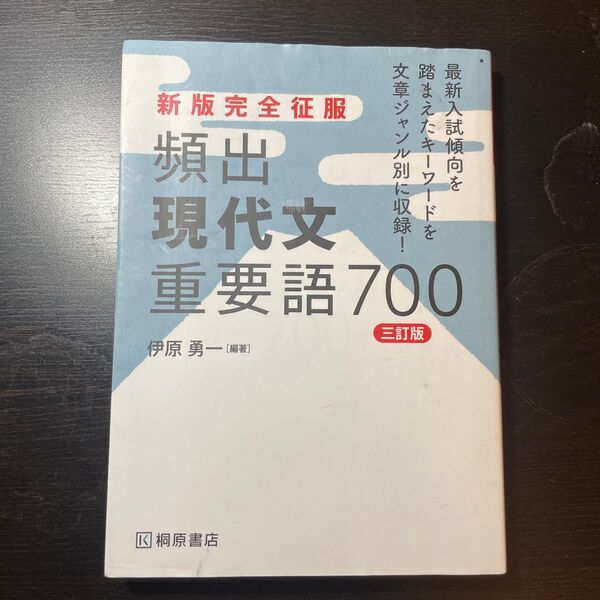 最新入試傾向を
踏まえたキーワードを
文章ジャンル別に収録！
新版完全征服
頻出
現代文
重要語700
三訂版
伊原 勇一[編著]
K 桐原書店